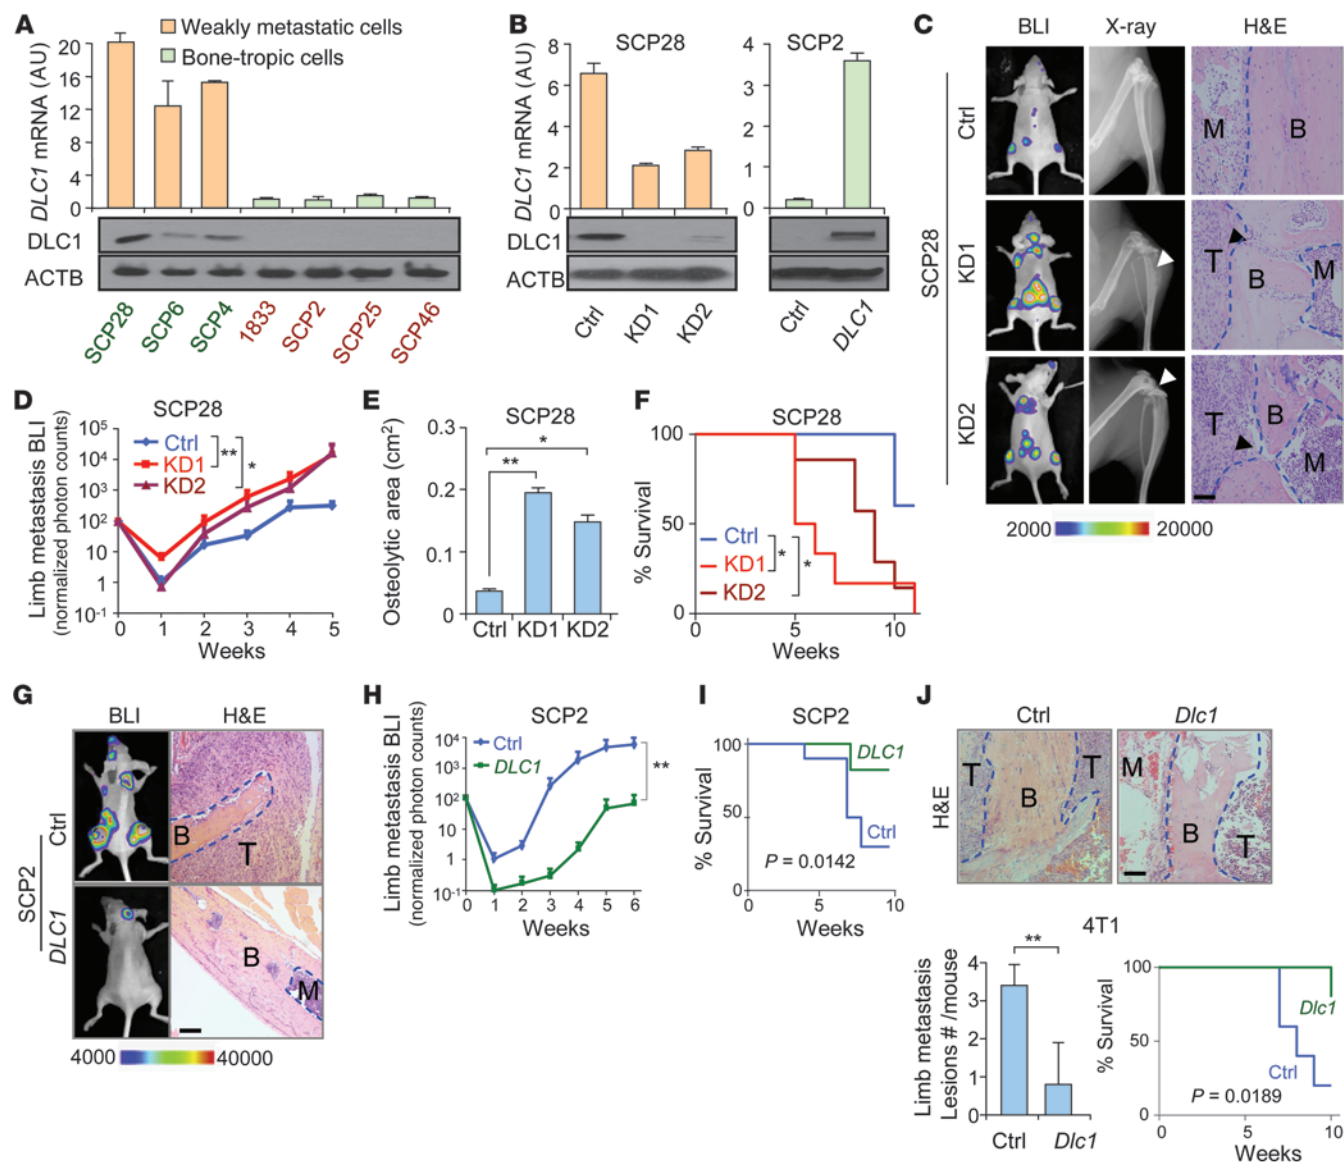 A
Weakly metastatic cells
Bone-tropic cells
DLC1 mRNA (AU)
20
16
12
8
4
0
DLC1
ACTB
SCP28
SCP6
SCP4
1833
SCP2
SCP25
SCP46
B
SCP28
SCP2
DLC1 mRNA (AU)
8
6
4
2
0
4
3
2
1
0
DLC1
ACTB
Ctrl
KD1
KD2
Ctrl
DLC1
C
BLI
X-ray
H&E
SCP28
Ctrl
M
B
KD1
T
B
M
KD2
T
B
M
2000
20000
D
SCP28
Limb metastasis BLI
(normalized photon counts)
10⁵
10⁴
10³
10²
10
1
10⁻¹
Ctrl
KD1
KD2
**
*
0 1 2 3 4 5
Weeks
E
SCP28
Osteolytic area (cm²)
0.3
0.2
0.1
0
*
**
Ctrl KD1 KD2
F
SCP28
% Survival
100
50
0
Ctrl
KD1
KD2
*
*
0 5 10
Weeks
G
BLI
H&E
SCP2
Ctrl
B
T
DLC1
B
M
4000
40000
H
SCP2
Limb metastasis BLI
(normalized photon counts)
10⁴
10³
10²
10
1
10⁻¹
Ctrl
DLC1
**
0 1 2 3 4 5 6
Weeks
I
SCP2
% Survival
100
50
0
DLC1
Ctrl
P = 0.0142
0 5 10
Weeks
J
Ctrl
Dlc1
H&E
T
B
T
M
B
T
4T1
Limb metastasis
Lesions # /mouse
4
3
2
1
0
**
Ctrl Dlc1
% Survival
100
50
0
Dlc1
Ctrl
P = 0.0189
0 5 10
Weeks